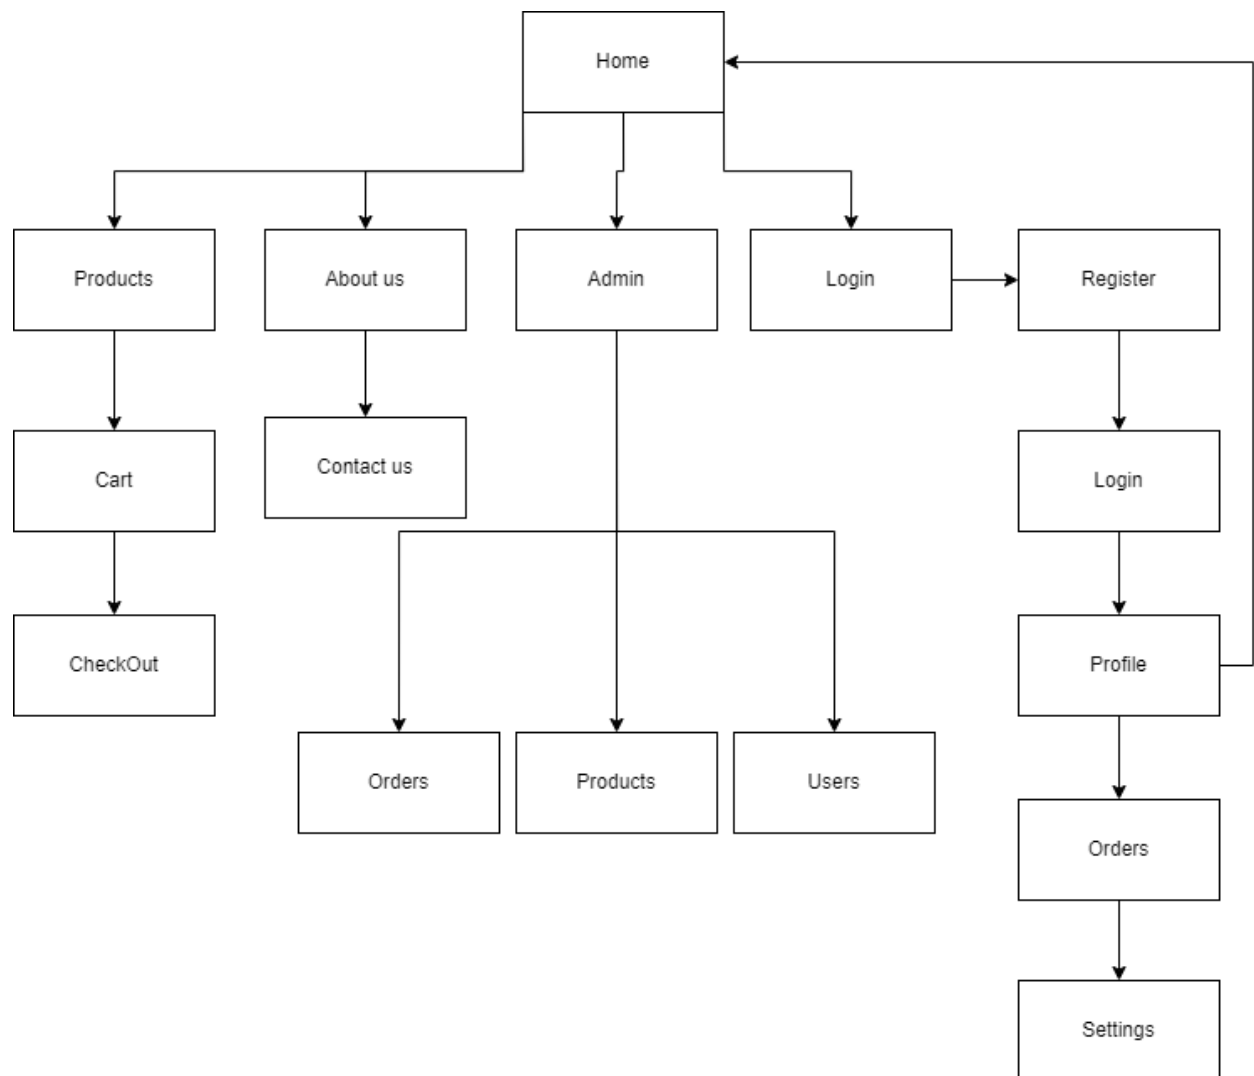 Home
Products
About us
Admin
Login
Register
Cart
Contact us
Login
CheckOut
Profile
Orders
Products
Users
Orders
Settings